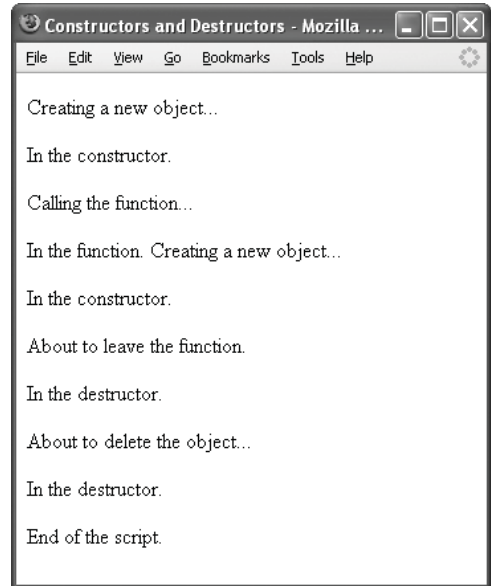 Constructors and Destructors - Mozilla ...
File Edit View Go Bookmarks Tools Help
Creating a new object...
In the constructor.
Calling the function...
In the function. Creating a new object...
In the constructor.
About to leave the function.
In the destructor.
About to delete the object...
In the destructor.
End of the script.